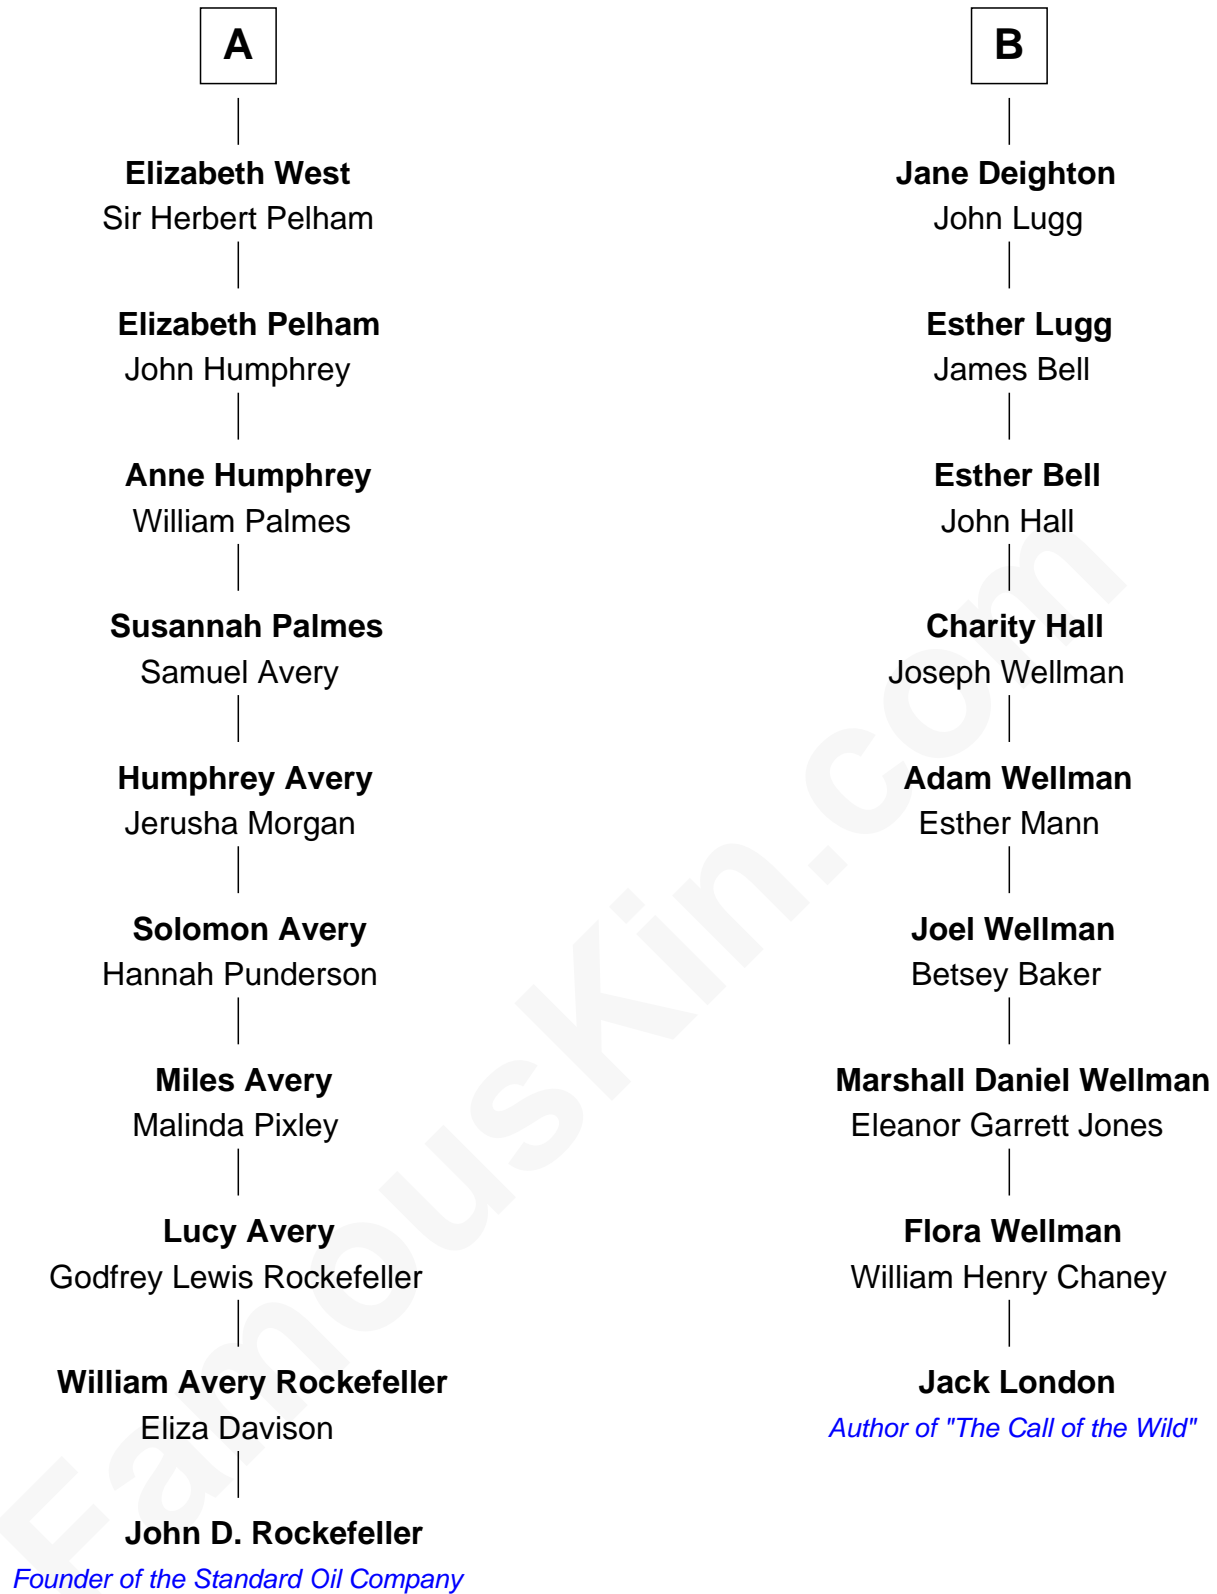 A
Elizabeth West
Sir Herbert Pelham
Elizabeth Pelham
John Humphrey
Anne Humphrey
William Palmes
Susannah Palmes
Samuel Avery
Humphrey Avery
Jerusha Morgan
Solomon Avery
Hannah Punderson
Miles Avery
Malinda Pixley
Lucy Avery
Godfrey Lewis Rockefeller
William Avery Rockefeller
Eliza Davison
John D. Rockefeller
Founder of the Standard Oil Company
B
Jane Deighton
John Lugg
Esther Lugg
James Bell
Esther Bell
John Hall
Charity Hall
Joseph Wellman
Adam Wellman
Esther Mann
Joel Wellman
Betsey Baker
Marshall Daniel Wellman
Eleanor Garrett Jones
Flora Wellman
William Henry Chaney
Jack London
Author of "The Call of the Wild"
FamousKin.com